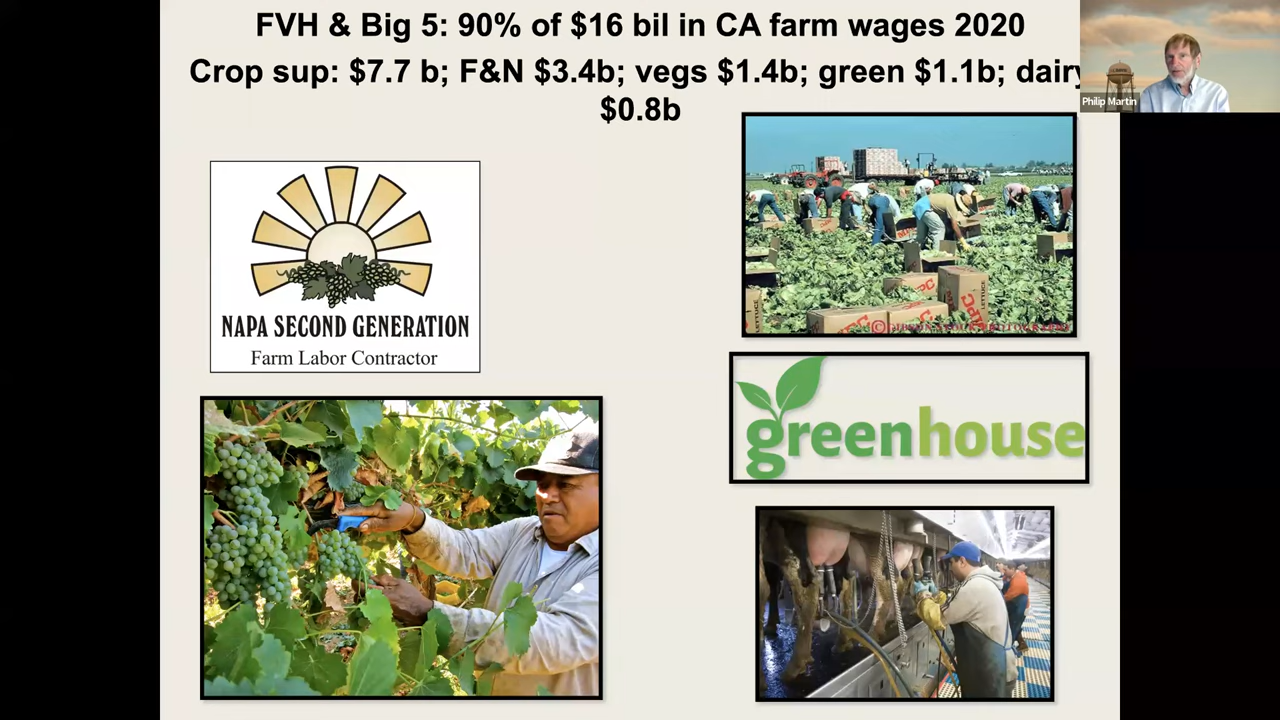 FVH & Big 5: 90% of $16 bil in CA farm wages 2020
Crop sup: $7.7 b; F&N $3.4b; vegs $1.4b; green $1.1b; dairy
$0.8b
Philip Martin
NAPA SECOND GENERATION
Farm Labor Contractor
LETTUCE
greenhouse